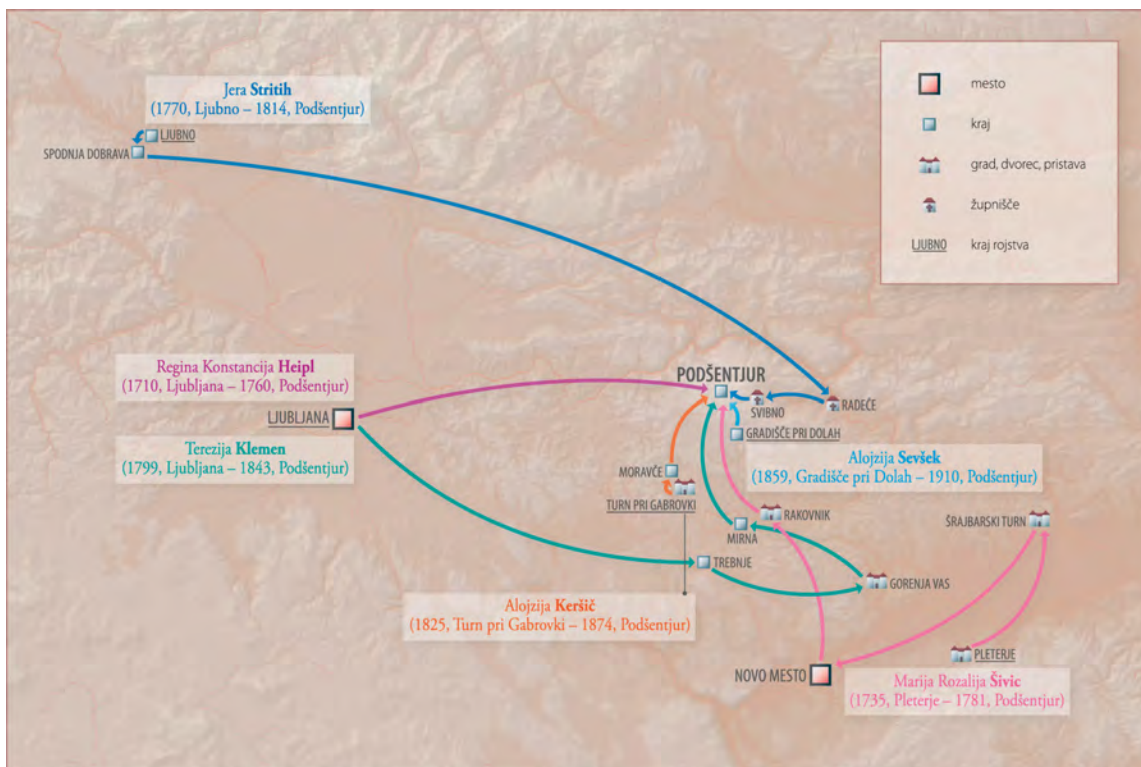 Jera Stritih
(1770, Ljubno – 1814, Podšentjur)
LJUBNO
SPODNJA DOBRAVA
mesto
kraj
grad, dvorec, pristava
župnišče
LJUBNO kraj rojstva
Regina Konstancija Heipl
(1710, Ljubljana – 1760, Podšentjur)
LJUBLJANA
Terezija Klemen
(1799, Ljubljana – 1843, Podšentjur)
PODŠENTJUR
SVIBNO
RADEČE
GRADIŠČE PRI DOLAH
Alojzija Sevšek
(1859, Gradišče pri Dolah – 1910, Podšentjur)
MORAVČE
TURN PRI GABROVKI
RAKOVNIK
MIRNA
ŠRAJBARSKI TURN
TREBNJE
GORENJA VAS
Alojzija Keršič
(1825, Turn pri Gabrovki – 1874, Podšentjur)
PLETERJE
NOVO MESTO
Marija Rozalija Šivic
(1735, Pleterje – 1781, Podšentjur)